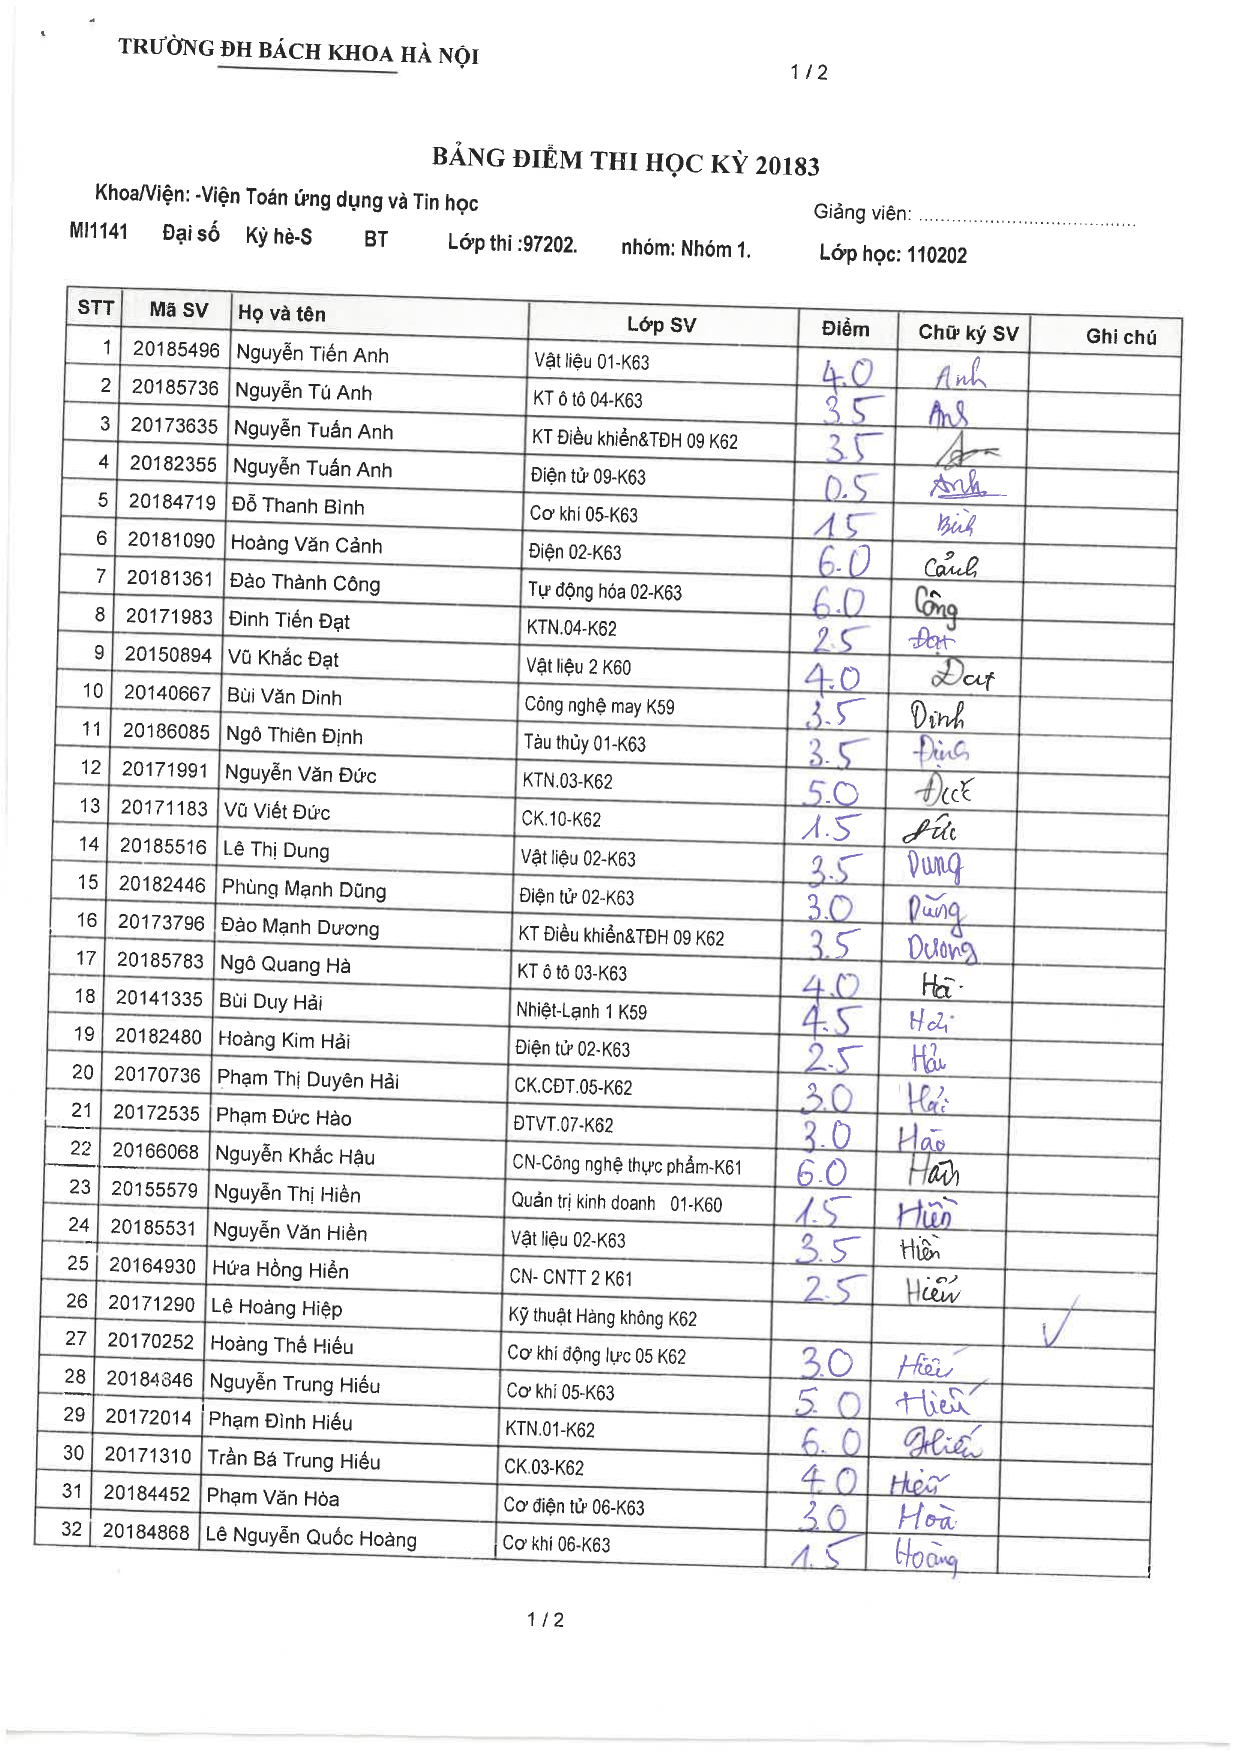 TRƯỜNG ĐH BÁCH KHOA HÀ NỘI
1 / 2
BẢNG ĐIỂM THI HỌC KỲ 20183
Khoa/Viện: -Viện Toán ứng dụng và Tin học Giảng viên: ........................................
MI1141 Đại số Kỳ hè-S BT Lớp thi :97202. nhóm: Nhóm 1. Lớp học: 110202
STT Mã SV Họ và tên Lớp SV Điểm Chữ ký SV Ghi chú
1 20185496 Nguyễn Tiến Anh Vật liệu 01-K63 4.0 Anh
2 20185736 Nguyễn Tú Anh KT ô tô 04-K63 3.5 Anh
3 20173635 Nguyễn Tuấn Anh KT Điều khiển&TĐH 09 K62 3.5
4 20182355 Nguyễn Tuấn Anh Điện tử 09-K63 0.5 Anh
5 20184719 Đỗ Thanh Bình Cơ khí 05-K63 1.5 Bình
6 20181090 Hoàng Văn Cảnh Điện 02-K63 6.0 Cảnh
7 20181361 Đào Thành Công Tự động hóa 02-K63 6.0 Công
8 20171983 Đinh Tiến Đạt KTN.04-K62 2.5 Đạt
9 20150894 Vũ Khắc Đạt Vật liệu 2 K60 4.0 Đạt
10 20140667 Bùi Văn Dinh Công nghệ may K59 3.5 Dinh
11 20186085 Ngô Thiên Định Tàu thủy 01-K63 3.5 Định
12 20171991 Nguyễn Văn Đức KTN.03-K62 5.0 Đức
13 20171183 Vũ Viết Đức CK.10-K62 1.5 Đức
14 20185516 Lê Thị Dung Vật liệu 02-K63 3.5 Dung
15 20182446 Phùng Mạnh Dũng Điện tử 02-K63 3.0 Dũng
16 20173796 Đào Mạnh Dương KT Điều khiển&TĐH 09 K62 3.5 Dương
17 20185783 Ngô Quang Hà KT ô tô 03-K63 4.0 Hà
18 20141335 Bùi Duy Hải Nhiệt-Lạnh 1 K59 4.5 Hải
19 20182480 Hoàng Kim Hải Điện tử 02-K63 2.5 Hải
20 20170736 Phạm Thị Duyên Hải CK.CĐT.05-K62 3.0 Hải
21 20172535 Phạm Đức Hào ĐTVT.07-K62 3.0 Hào
22 20166068 Nguyễn Khắc Hậu CN-Công nghệ thực phẩm-K61 6.0
23 20155579 Nguyễn Thị Hiền Quản trị kinh doanh 01-K60 1.5 Hiền
24 20185531 Nguyễn Văn Hiền Vật liệu 02-K63 3.5 Hiền
25 20164930 Hứa Hồng Hiển CN- CNTT 2 K61 2.5 Hiển
26 20171290 Lê Hoàng Hiệp Kỹ thuật Hàng không K62 ✓
27 20170252 Hoàng Thế Hiếu Cơ khí động lực 05 K62 3.0 Hiếu
28 20184846 Nguyễn Trung Hiếu Cơ khí 05-K63 5.0 Hiếu
29 20172014 Phạm Đình Hiếu KTN.01-K62 6.0 Hiếu
30 20171310 Trần Bá Trung Hiếu CK.03-K62 4.0 Hiếu
31 20184452 Phạm Văn Hòa Cơ điện tử 06-K63 3.0 Hoà
32 20184868 Lê Nguyễn Quốc Hoàng Cơ khí 06-K63 1.5 Hoàng
1 / 2